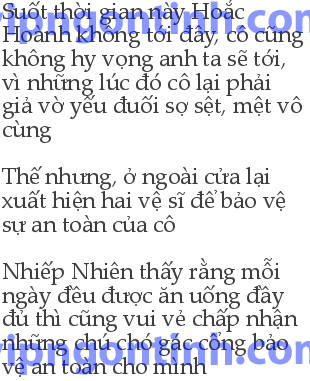 Suốt thời gian này Hoắc
Hoành không tới đây, cô cũng
không hy vọng anh ta sẽ tới,
vì những lúc đó cô lại phải
giả vờ yếu đuối sợ sệt, mệt vô
cùng
Thế nhưng, ở ngoài cửa lại
xuất hiện hai vệ sĩ để bảo vệ
sự an toàn của cô
Nhiếp Nhiên thấy rằng mỗi
ngày đều được ăn uống đầy
đủ thì cũng vui vẻ chấp nhận
những chú chó gác cổng bảo
vệ an toàn cho mình